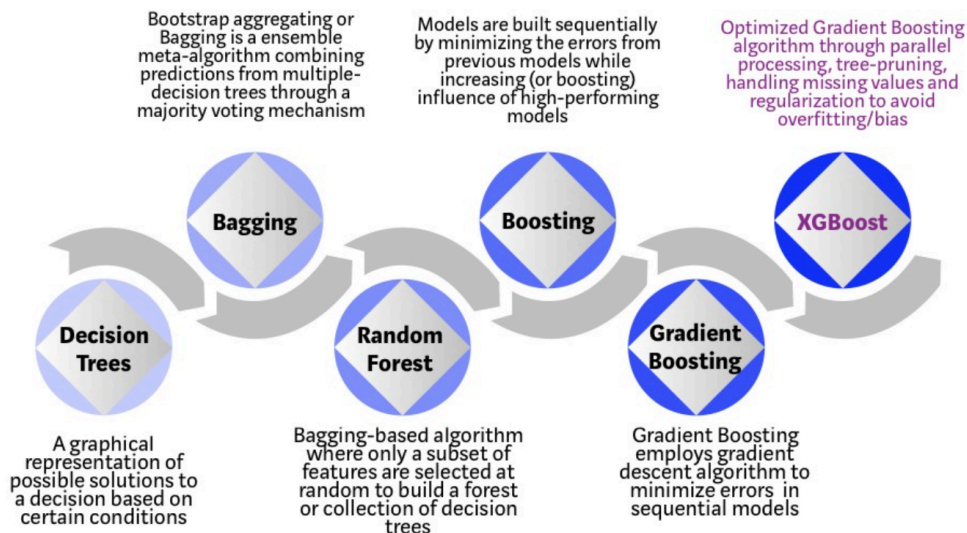 Bootstrap aggregating or
Bagging is a ensemble
meta-algorithm combining
predictions from multiple-
decision trees through a
majority voting mechanism
Models are built sequentially
by minimizing the errors from
previous models while
increasing (or boosting)
influence of high-performing
models
Optimized Gradient Boosting
algorithm through parallel
processing, tree-pruning,
handling missing values and
regularization to avoid
overfitting/bias
Bagging
Boosting
XGBoost
Decision
Trees
Random
Forest
Gradient
Boosting
A graphical
representation of
possible solutions to
a decision based on
certain conditions
Bagging-based algorithm
where only a subset of
features are selected at
random to build a forest
or collection of decision
trees
Gradient Boosting
employs gradient
descent algorithm to
minimize errors in
sequential models